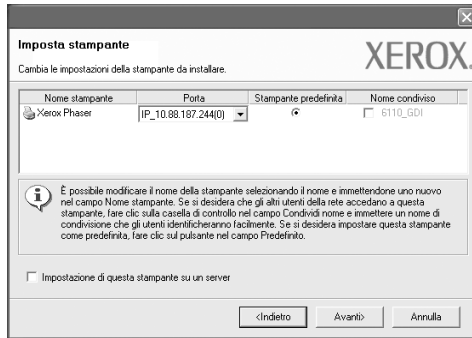 Imposta stampante
Cambia le impostazioni della stampante da installare.
XEROX.
Nome stampante Porta Stampante predefinita Nome condiviso
Xerox Phaser IP_10.88.187.244(0) 6110_GDI
È possibile modificare il nome della stampante selezionando il nome e immettendone uno nuovo
nel campo Nome stampante. Se si desidera che gli altri utenti della rete accedano a questa
stampante, fare clic sulla casella di controllo nel campo Condividi nome e immettere un nome di
condivisione che gli utenti identificheranno facilmente. Se si desidera impostare questa stampante
come predefinita, fare clic sul pulsante nel campo Predefinito.
Impostazione di questa stampante su un server
<Indietro Avanti> Annulla